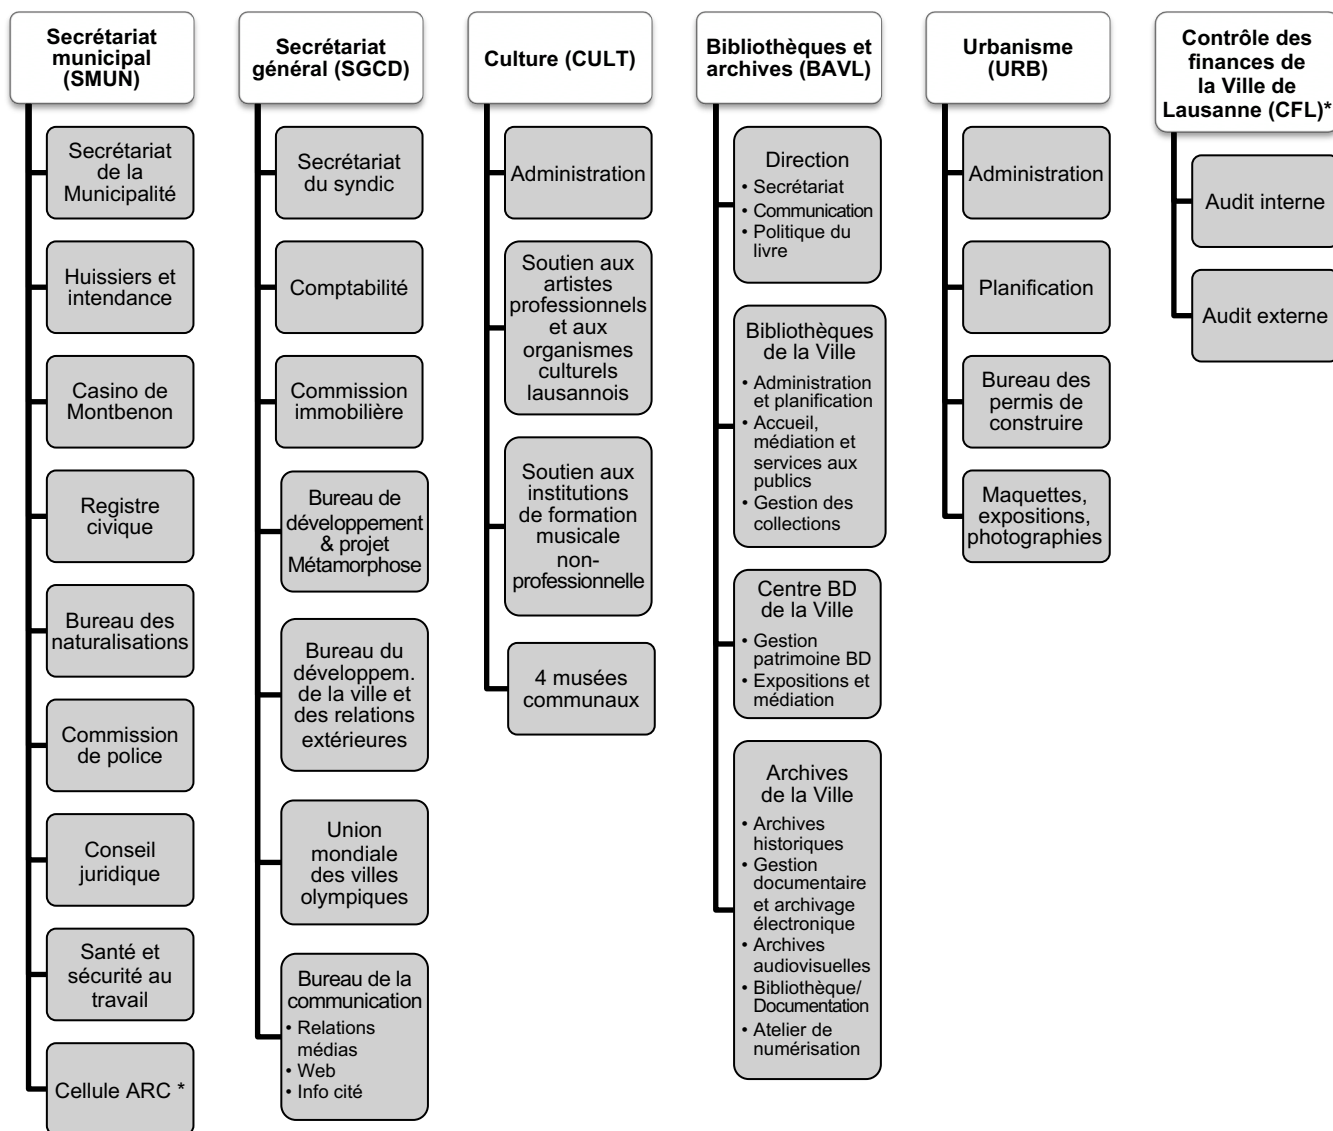 Secrétariat
municipal
(SMUN)
Secrétariat
de la
Municipalité
Huissiers et
intendance
Casino de
Montbenon
Registre
civique
Bureau des
naturalisations
Commission
de police
Conseil
juridique
Santé et
sécurité au
travail
Cellule ARC *
Secrétariat
général (SGCD)
Secrétariat
du syndic
Comptabilité
Commission
immobilière
Bureau de
développement
& projet
Métamorphose
Bureau du
développem.
de la ville et
des relations
extérieures
Union
mondiale
des villes
olympiques
Bureau de la
communication
• Relations
médias
• Web
• Info cité
Culture (CULT)
Administration
Soutien aux
artistes
professionnels
et aux
organismes
culturels
lausannois
Soutien aux
institutions
de formation
musicale
non-
professionnelle
4 musées
communaux
Bibliothèques et
archives (BAVL)
Direction
• Secrétariat
• Communication
• Politique du
livre
Bibliothèques
de la Ville
• Administration
et planification
• Accueil,
médiation et
services aux
publics
• Gestion des
collections
Centre BD
de la Ville
• Gestion
patrimoine BD
• Expositions et
médiation
Archives
de la Ville
• Archives
historiques
• Gestion
documentaire
et archivage
électronique
• Archives
audiovisuelles
• Bibliothèque/
Documentation
• Atelier de
numérisation
Urbanisme
(URB)
Administration
Planification
Bureau des
permis de
construire
Maquettes,
expositions,
photographies
Contrôle des
finances de
la Ville de
Lausanne (CFL)*
Audit interne
Audit externe